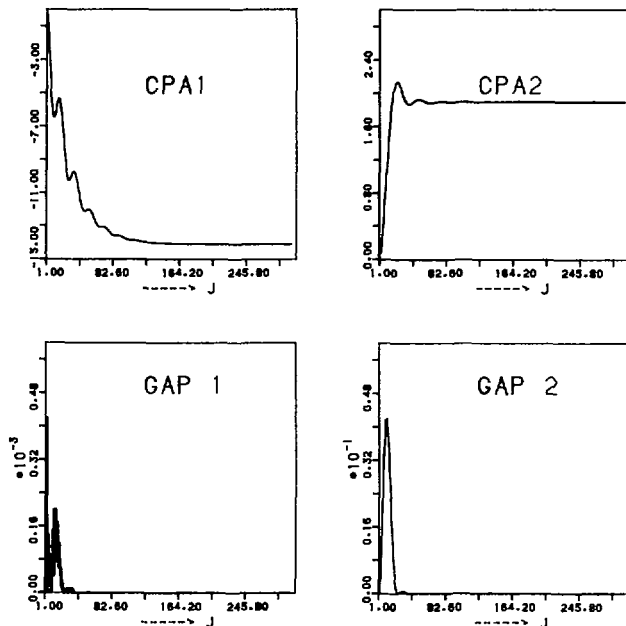 CPA1
-3.00
-7.00
-11.00
-15.00
1.00 82.60 164.20 245.80
-----> J
CPA2
2.40
1.60
0.80
0.00
1.00 82.60 164.20 245.80
-----> J
GAP 1
*10⁻³
0.48
0.32
0.16
0.00
1.00 82.60 164.20 245.80
-----> J
GAP 2
*10⁻¹
0.48
0.32
0.16
0.00
1.00 82.60 164.20 245.80
-----> J